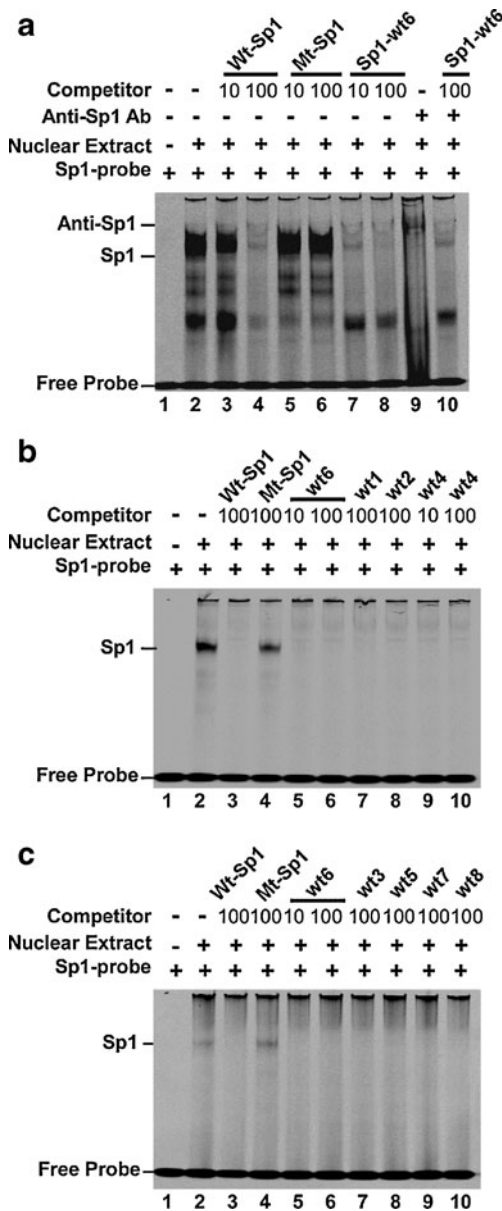 a
Wt-Sp1 Mt-Sp1 Sp1-wt6 Sp1-wt6
Competitor - - 10 100 10 100 10 100 - 100
Anti-Sp1 Ab - - - - - - - - + +
Nuclear Extract - + + + + + + + + +
Sp1-probe + + + + + + + + + +
Anti-Sp1
Sp1
Free Probe
1 2 3 4 5 6 7 8 9 10
b
Wt-Sp1 Mt-Sp1 wt6 wt1 wt2 wt4 wt4
Competitor - - 100 100 10 100 100 100 10 100
Nuclear Extract - + + + + + + + + +
Sp1-probe + + + + + + + + + +
Sp1
Free Probe
1 2 3 4 5 6 7 8 9 10
c
Wt-Sp1 Mt-Sp1 wt6 wt3 wt5 wt7 wt8
Competitor - - 100 100 10 100 100 100 100 100
Nuclear Extract - + + + + + + + + +
Sp1-probe + + + + + + + + + +
Sp1
Free Probe
1 2 3 4 5 6 7 8 9 10